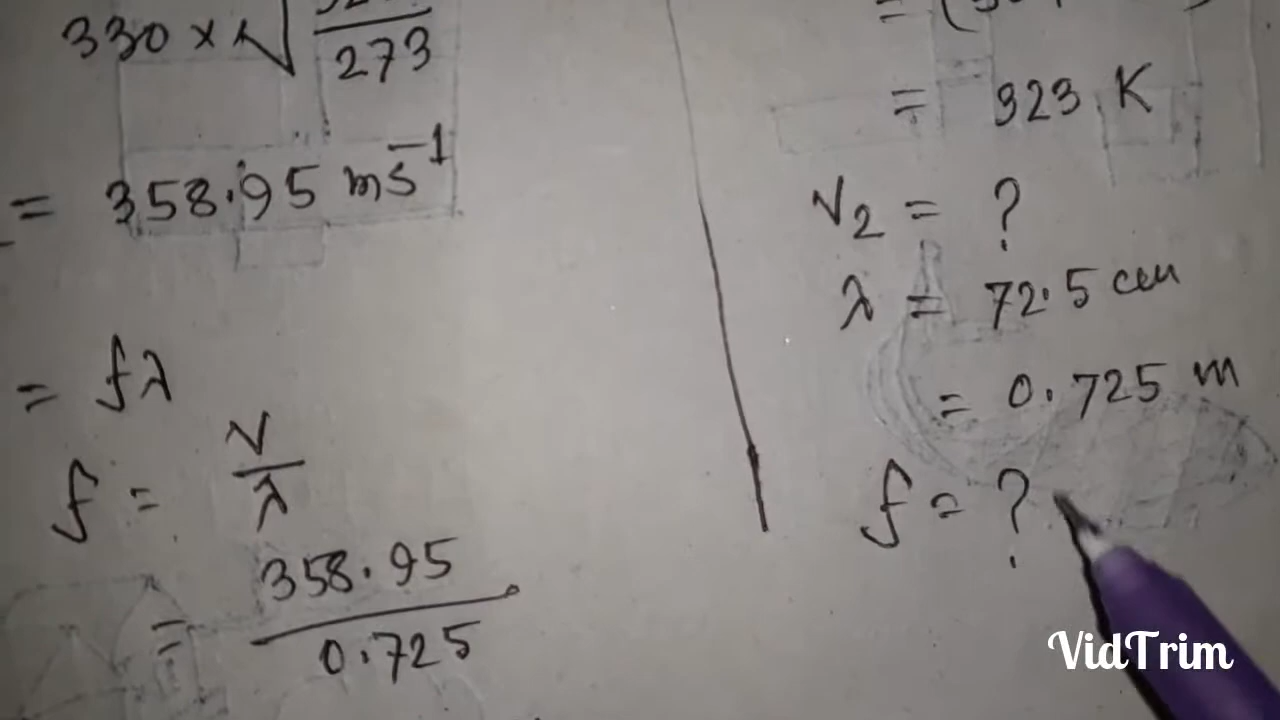 330 × √
273
= 358.95 ms⁻¹
= fλ
f = V
λ
= 358.95
0.725
= 323 K
V₂ = ?
λ = 72.5 cm
= 0.725 m
f = ?
VidTrim